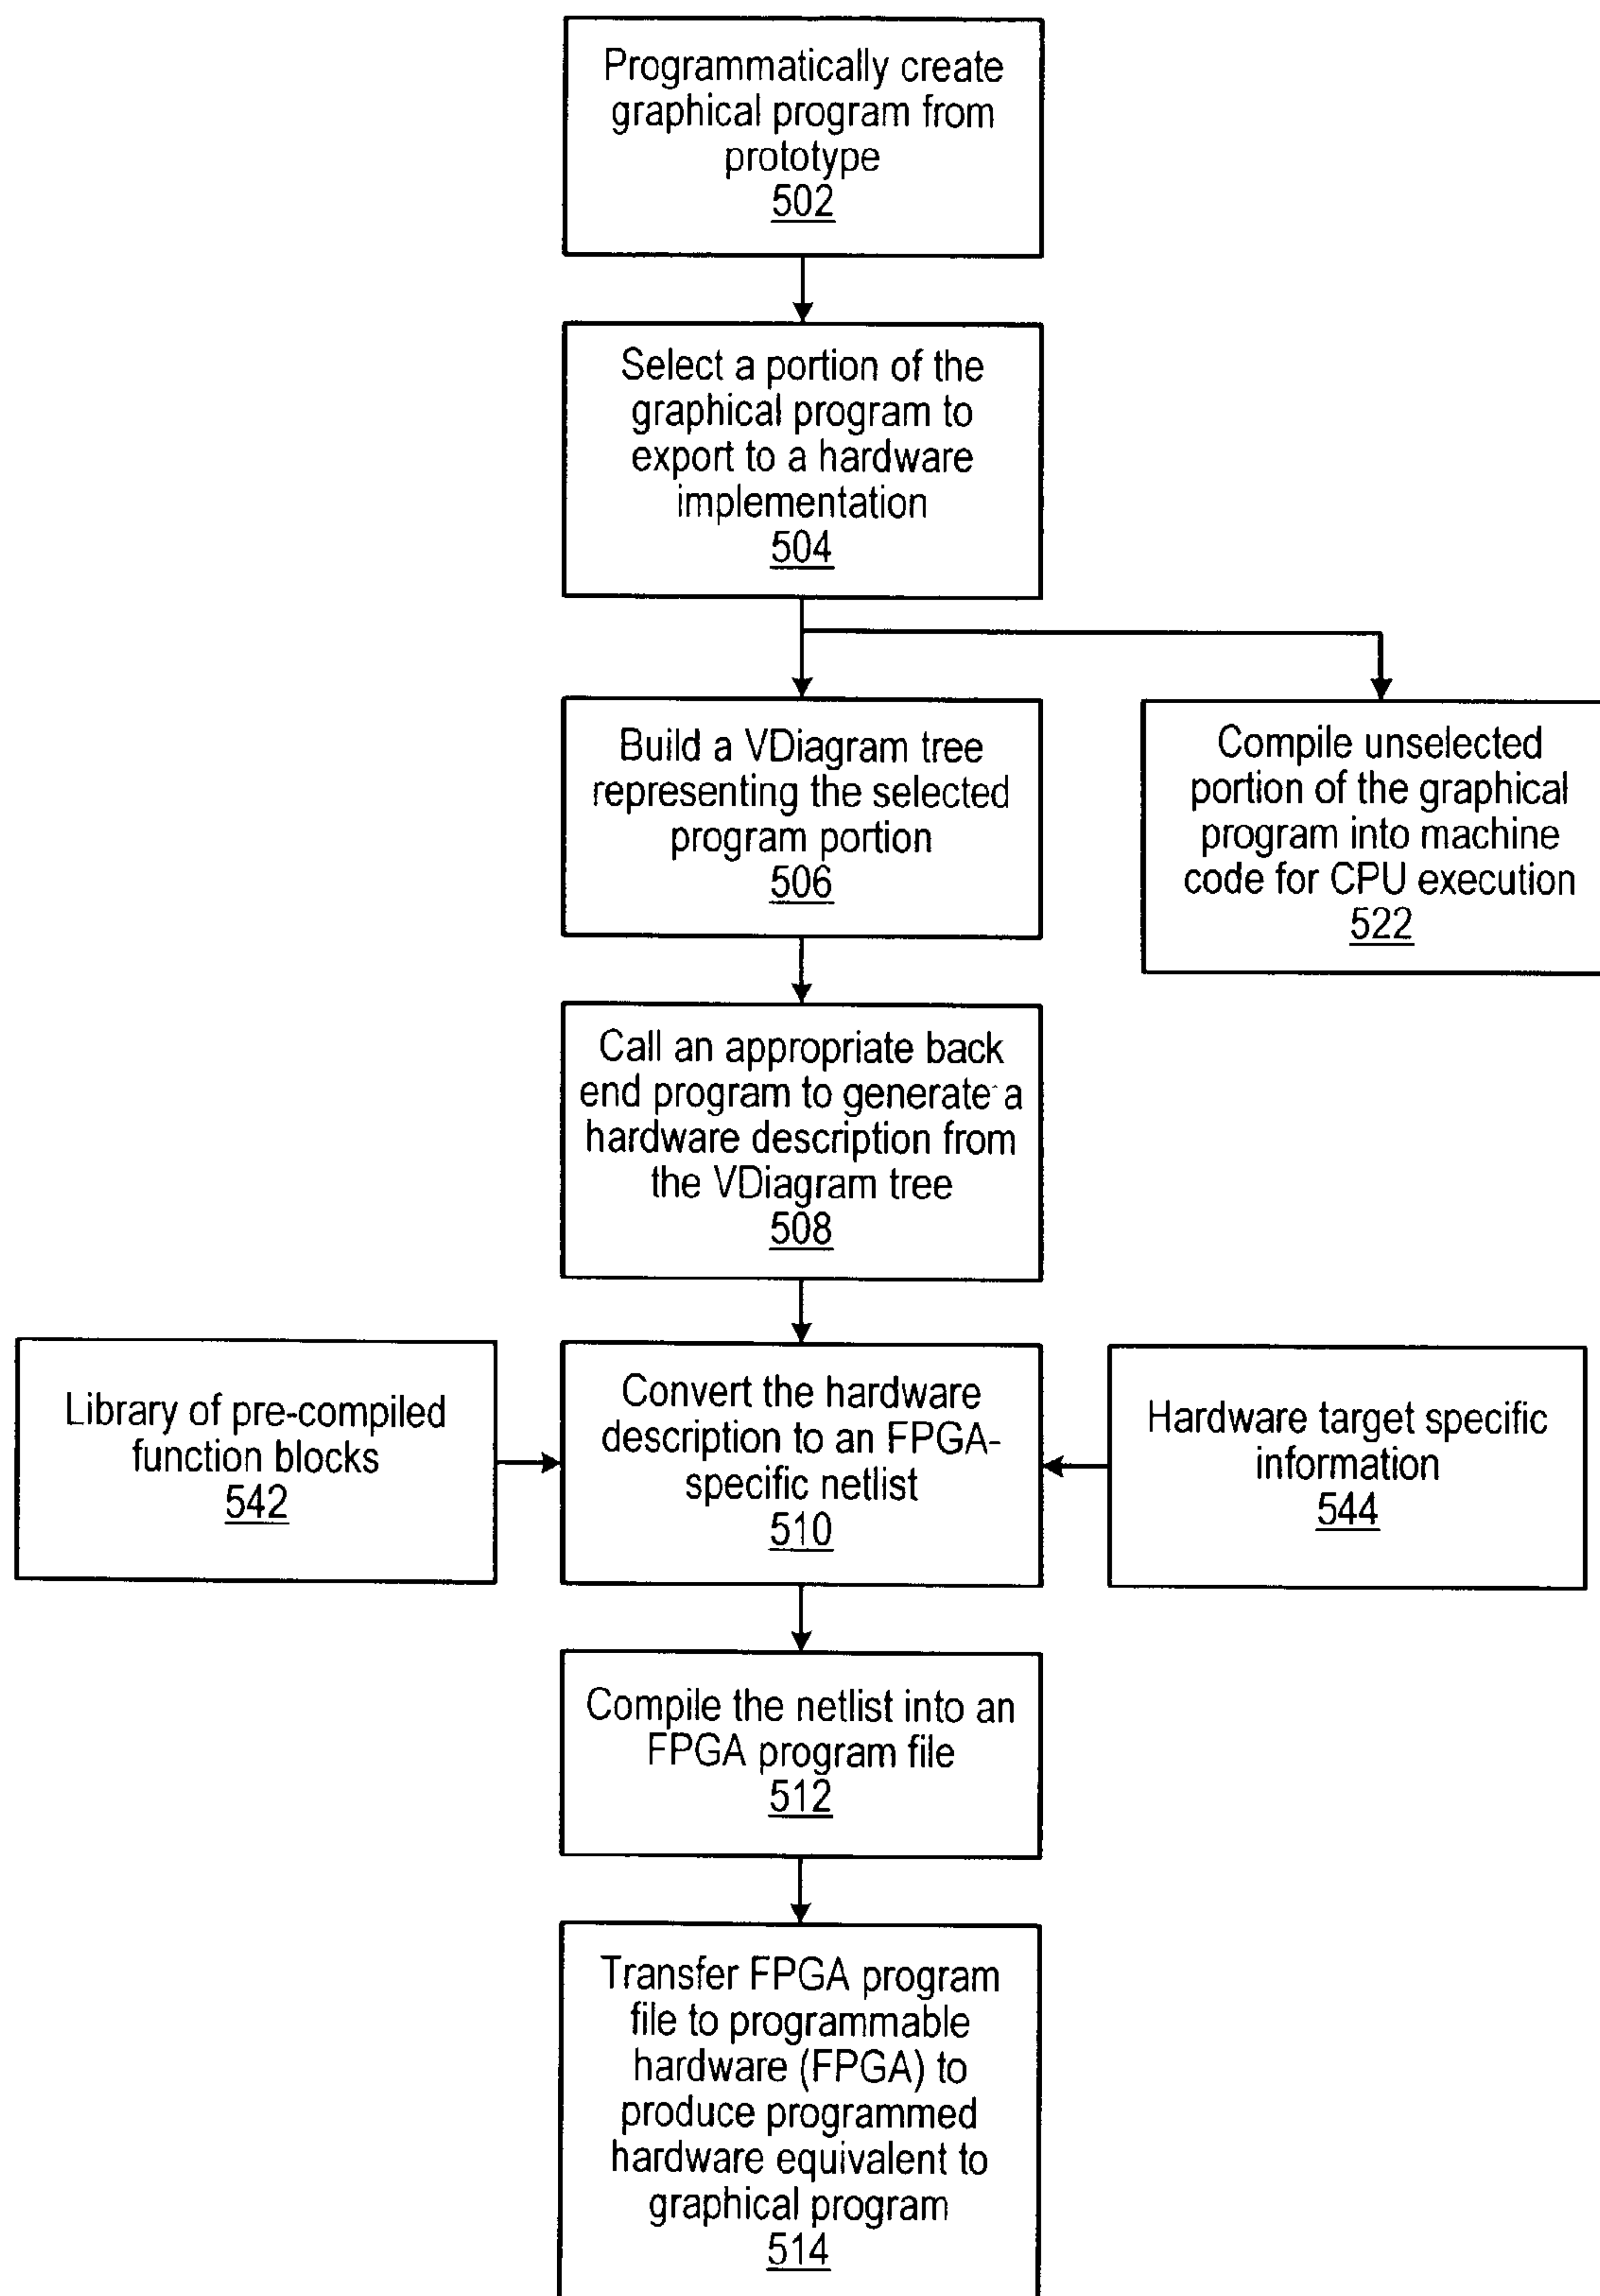 Programmatically create
graphical program from
prototype
502
Select a portion of the
graphical program to
export to a hardware
implementation
504
Build a VDiagram tree
representing the selected
program portion
506
Compile unselected
portion of the graphical
program into machine
code for CPU execution
522
Call an appropriate back
end program to generate a
hardware description from
the VDiagram tree
508
Library of pre-compiled
function blocks
542
Convert the hardware
description to an FPGA-
specific netlist
510
Hardware target specific
information
544
Compile the netlist into an
FPGA program file
512
Transfer FPGA program
file to programmable
hardware (FPGA) to
produce programmed
hardware equivalent to
graphical program
514